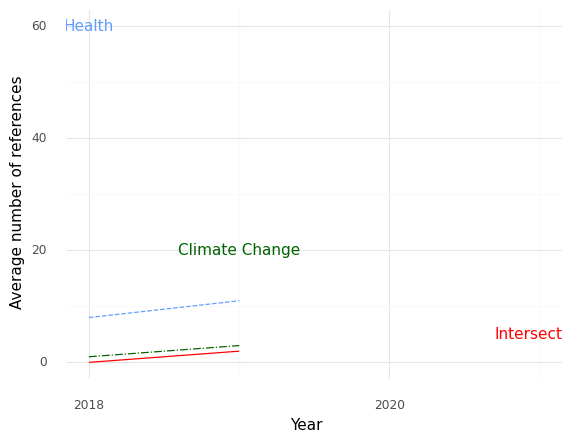 60
Health
40
Average number of references
20
Climate Change
Intersect
0
2018
2020
Year